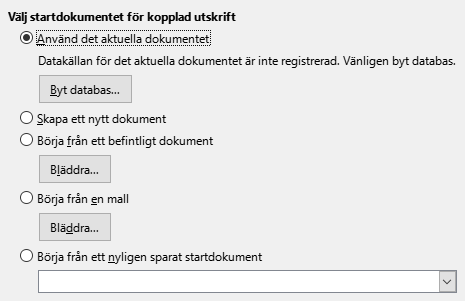 Välj startdokumentet för kopplad utskrift
Använd det aktuella dokumentet
Datakällan för det aktuella dokumentet är inte registrerad. Vänligen byt databas.
Byt databas...
Skapa ett nytt dokument
Börja från ett befintligt dokument
Bläddra...
Börja från en mall
Bläddra...
Börja från ett nyligen sparat startdokument